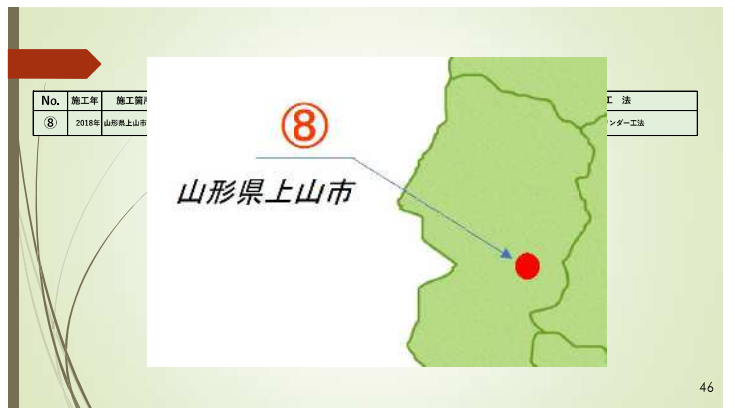 No. 施工年 施工箇所 工 法
⑧ 2018年 山形県上山市 ンダー工法
⑧
山形県上山市
46